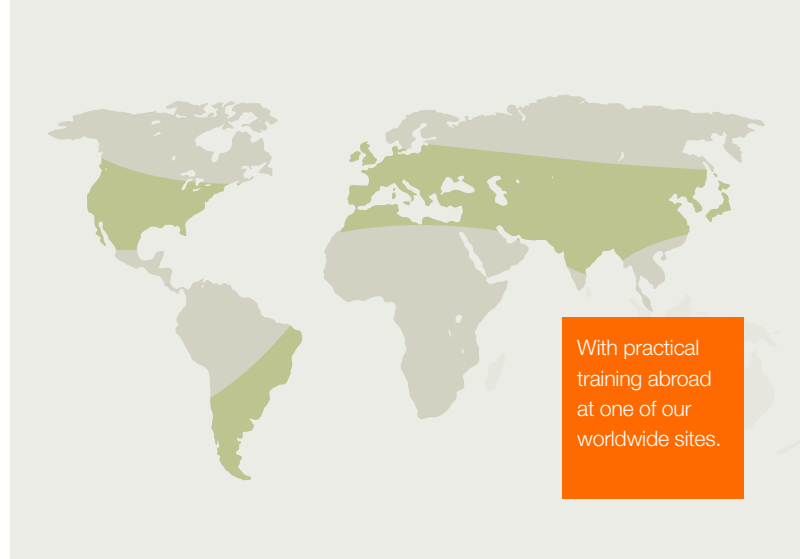 With practical
training abroad
at one of our
worldwide sites.